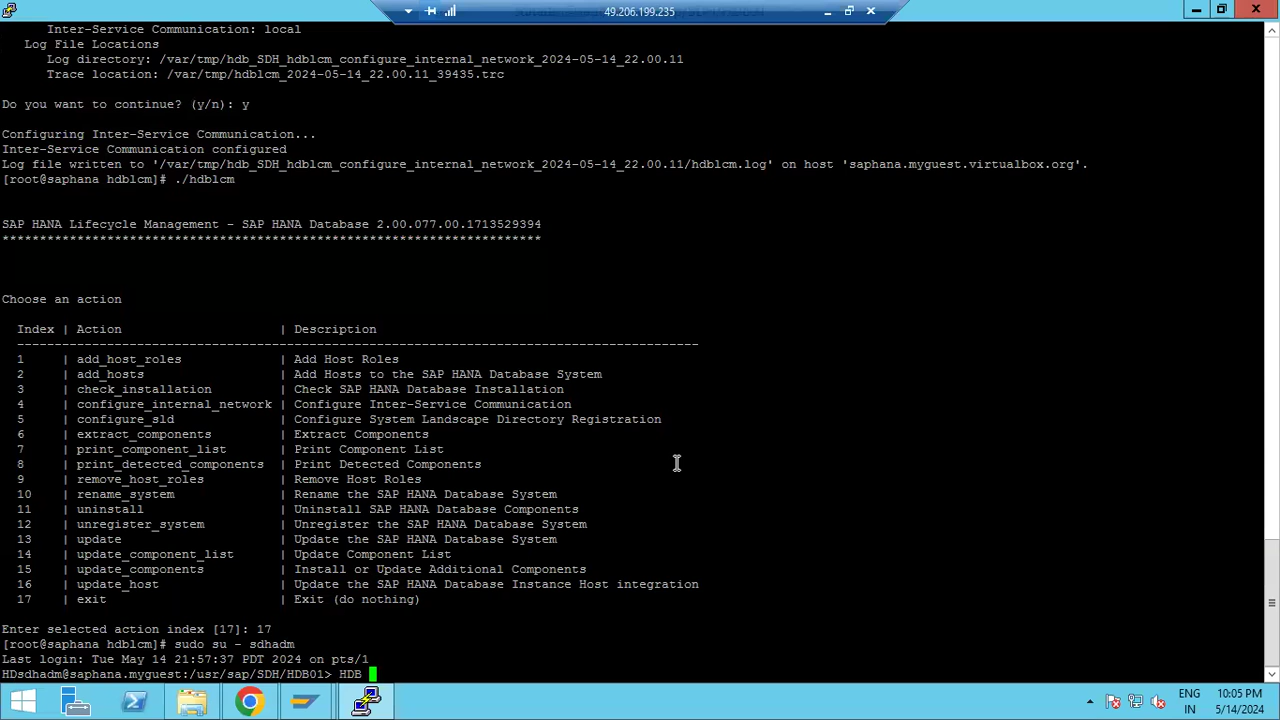 49.206.199.235
Inter-Service Communication: local
Log File Locations
Log directory: /var/tmp/hdb_SDH_hdblcm_configure_internal_network_2024-05-14_22.00.11
Trace location: /var/tmp/hdblcm_2024-05-14_22.00.11_39435.trc
Do you want to continue? (y/n): y
Configuring Inter-Service Communication...
Inter-Service Communication configured
Log file written to '/var/tmp/hdb_SDH_hdblcm_configure_internal_network_2024-05-14_22.00.11/hdblcm.log' on host 'saphana.myguest.virtualbox.org'.
[root@saphana hdblcm]# ./hdblcm
SAP HANA Lifecycle Management - SAP HANA Database 2.00.077.00.1713529394
************************************************************************
Choose an action
Index | Action | Description
-------------------------------------------------------------------------------------------
1 | add_host_roles | Add Host Roles
2 | add_hosts | Add Hosts to the SAP HANA Database System
3 | check_installation | Check SAP HANA Database Installation
4 | configure_internal_network | Configure Inter-Service Communication
5 | configure_sld | Configure System Landscape Directory Registration
6 | extract_components | Extract Components
7 | print_component_list | Print Component List
8 | print_detected_components | Print Detected Components
9 | remove_host_roles | Remove Host Roles
10 | rename_system | Rename the SAP HANA Database System
11 | uninstall | Uninstall SAP HANA Database Components
12 | unregister_system | Unregister the SAP HANA Database System
13 | update | Update the SAP HANA Database System
14 | update_component_list | Update Component List
15 | update_components | Install or Update Additional Components
16 | update_host | Update the SAP HANA Database Instance Host integration
17 | exit | Exit (do nothing)
Enter selected action index [17]: 17
[root@saphana hdblcm]# sudo su - sdhadm
Last login: Tue May 14 21:57:37 PDT 2024 on pts/1
HDsdhadm@saphana.myguest:/usr/sap/SDH/HDB01> HDB
ENG
IN
10:05 PM
5/14/2024